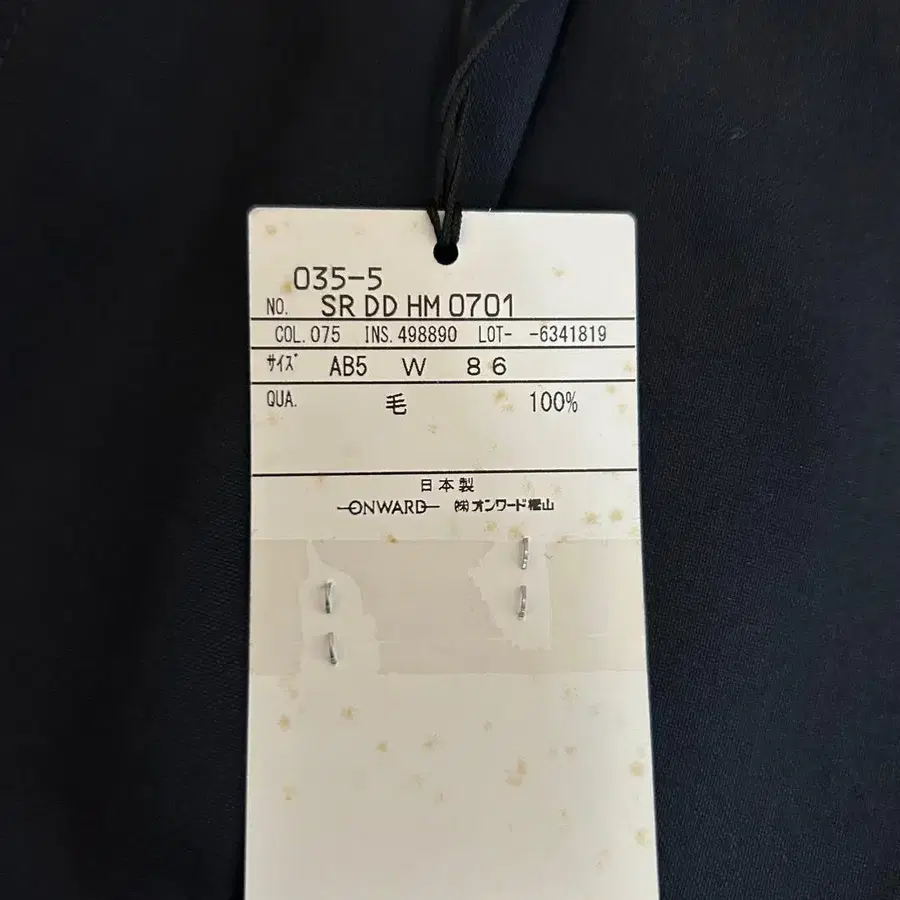 035-5
NO. SR DD HM 0701
COL. 075 INS. 498890 LOT- -6341819
サイズ AB5 W 86
QUA. 毛 100%
日本製
ONWARD ㈱オンワード樫山